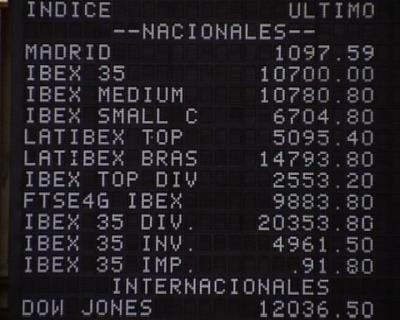 INDICE ULTIMO
--NACIONALES--
MADRID 1097.59
IBEX 35 10700.00
IBEX MEDIUM 10780.80
IBEX SMALL C 6704.80
LATIBEX TOP 5095.40
LATIBEX BRAS 14793.80
IBEX TOP DIV 2553.20
FTSE4G IBEX 9883.80
IBEX 35 DIV. 20353.80
IBEX 35 INV. 4961.50
IBEX 35 IMP. .91.80
INTERNACIONALES
DOW JONES 12036.50